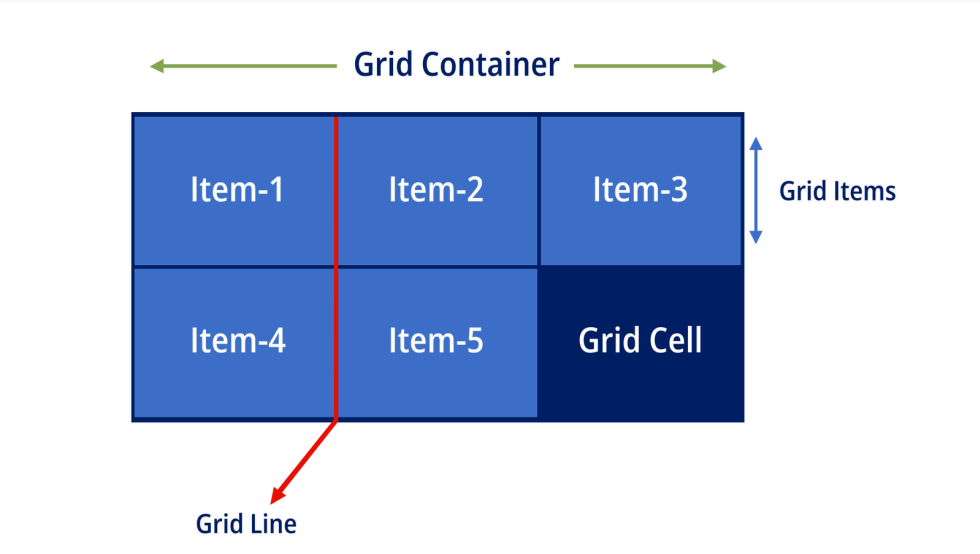 Grid Container
Item-1
Item-2
Item-3
Grid Items
Item-4
Item-5
Grid Cell
Grid Line